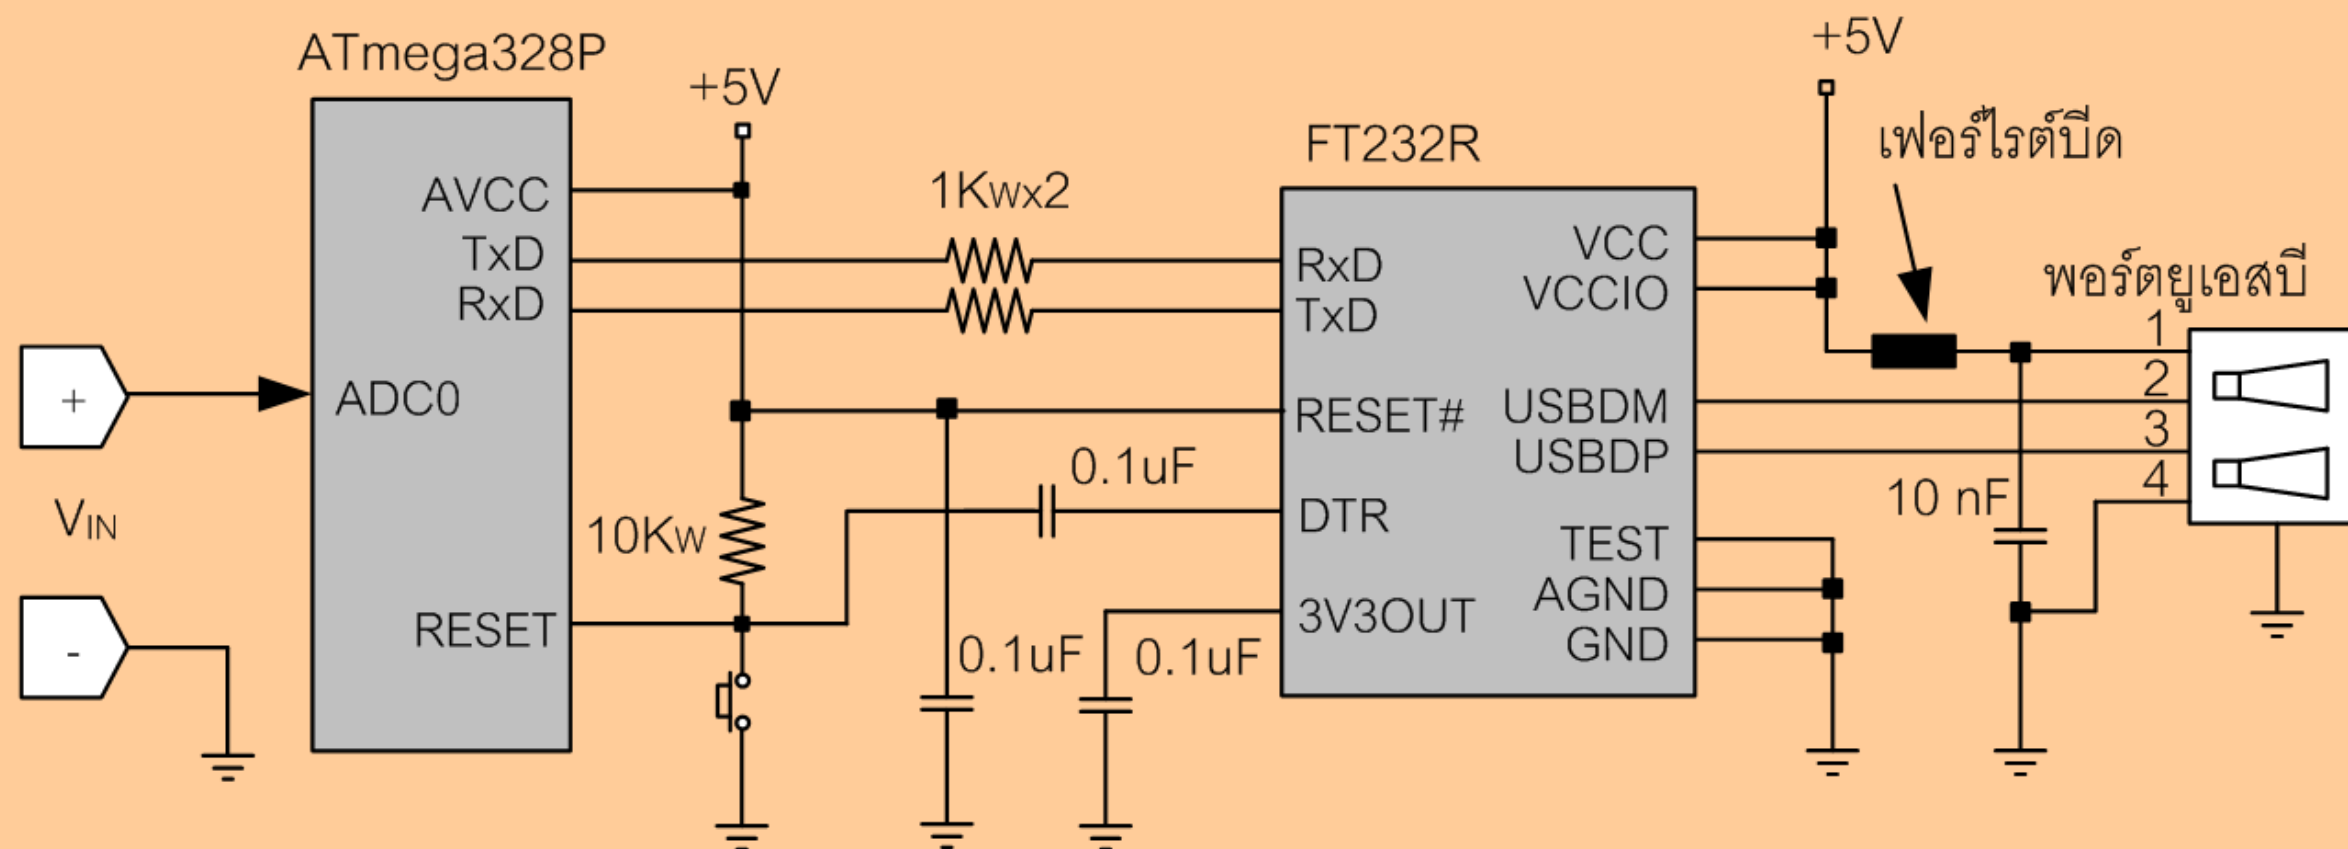 ATmega328P
+5V
AVCC
TxD
RxD
ADC0
RESET
+
VIN
-
1Kwx2
10Kw
0.1uF
0.1uF
0.1uF
FT232R
RxD
TxD
RESET#
DTR
3V3OUT
VCC
VCCIO
USBDM
USBDP
TEST
AGND
GND
+5V
เฟอร์ไรต์บีด
พอร์ตยูเอสบี
1
2
3
4
10 nF